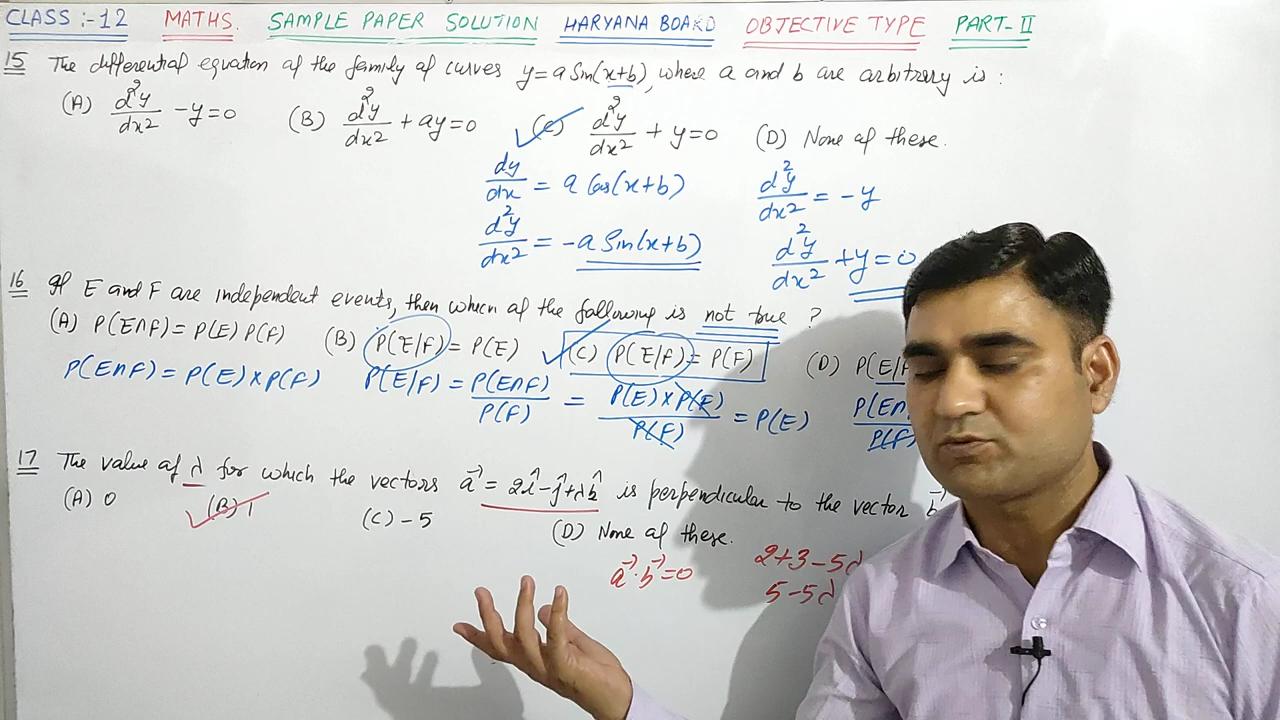 CLASS :- 12 MATHS. SAMPLE PAPER SOLUTION HARYANA BOARD OBJECTIVE TYPE PART-II
15 The differential equation of the family of curves y = a Sin(x+b), where a and b are arbitrary is :
(A) d²y/dx² - y = 0 (B) d²y/dx² + ay = 0 (C) d²y/dx² + y = 0 (D) None of these.
dy/dx = a Cos(x+b) d²y/dx² = -y
d²y/dx² = -a Sin(x+b) d²y/dx² + y = 0
16 If E and F are independent events, then which of the following is not true ?
(A) P(E∩F) = P(E) P(F) (B) P(E/F) = P(E) (C) P(E/F) = P(F) (D) P(E/F
P(E∩F) = P(E) × P(F) P(E/F) = P(E∩F)/P(F) = P(E) × P(F)/P(F) = P(E) P(E∩ / P(F)
17 The value of λ for which the vectors a⃗ = 2î - ĵ + λk̂ is perpendicular to the vector b⃗
(A) 0 (B) 1 (C) -5 (D) None of these.
a⃗·b⃗ = 0 2+3-5λ
5-5λ